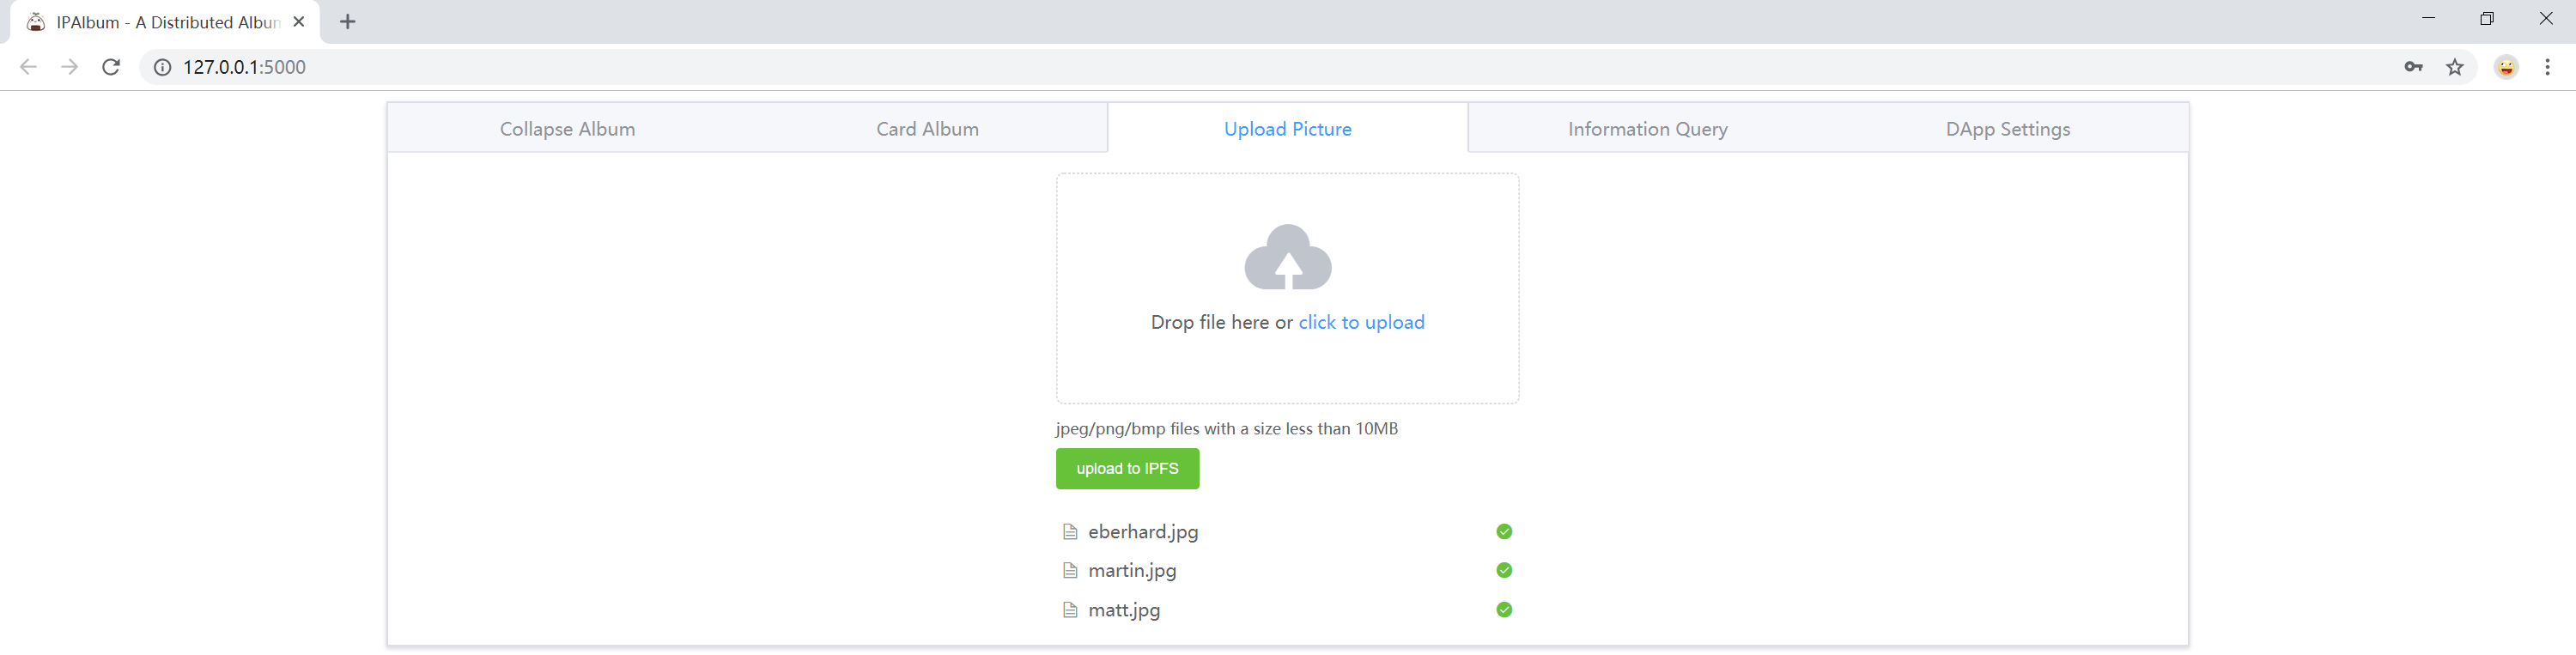 IPAlbum - A Distributed Album
127.0.0.1:5000
Collapse Album
Card Album
Upload Picture
Information Query
DApp Settings
Drop file here or click to upload
jpeg/png/bmp files with a size less than 10MB
upload to IPFS
eberhard.jpg
martin.jpg
matt.jpg